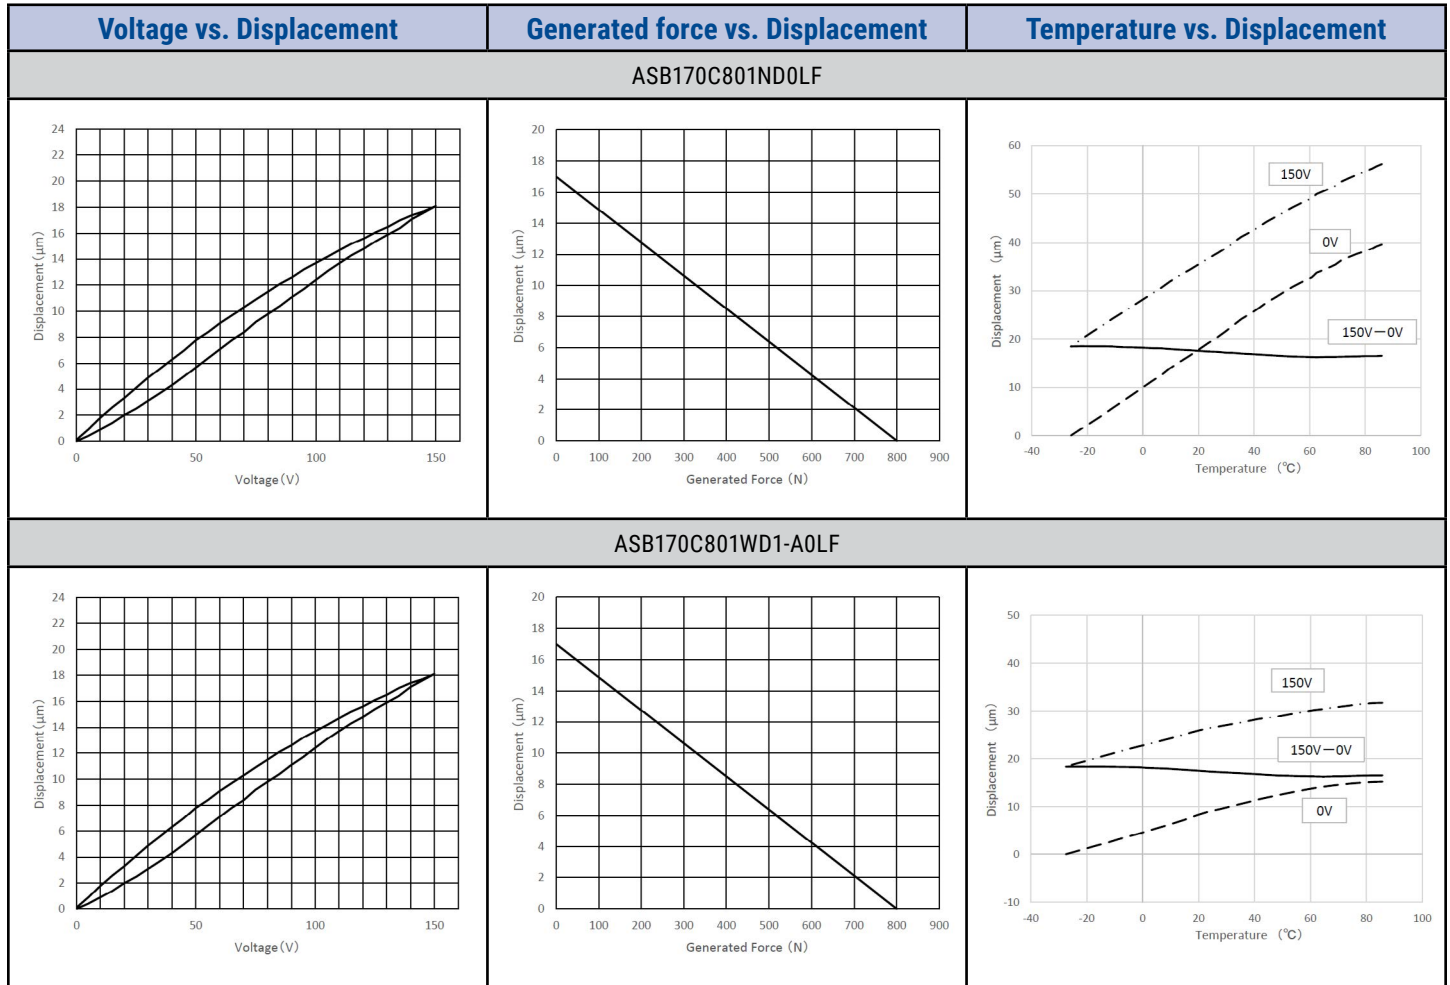 Voltage vs. Displacement
Generated force vs. Displacement
Temperature vs. Displacement
ASB170C801ND0LF
24
22
20
18
16
14
12
10
8
6
4
2
0
Displacement(μm)
0 50 100 150
Voltage(V)
20
18
16
14
12
10
8
6
4
2
0
Displacement(μm)
0 100 200 300 400 500 600 700 800 900
Generated Force (N)
60
50
40
30
20
10
0
Displacement (μm)
150V
0V
150V－0V
-40 -20 0 20 40 60 80 100
Temperature (℃)
ASB170C801WD1-A0LF
24
22
20
18
16
14
12
10
8
6
4
2
0
Displacement(μm)
0 50 100 150
Voltage(V)
20
18
16
14
12
10
8
6
4
2
0
Displacement(μm)
0 100 200 300 400 500 600 700 800 900
Generated Force (N)
50
40
30
20
10
0
-10
Displacement (μm)
150V
150V－0V
0V
-40 -20 0 20 40 60 80 100
Temperature (℃)